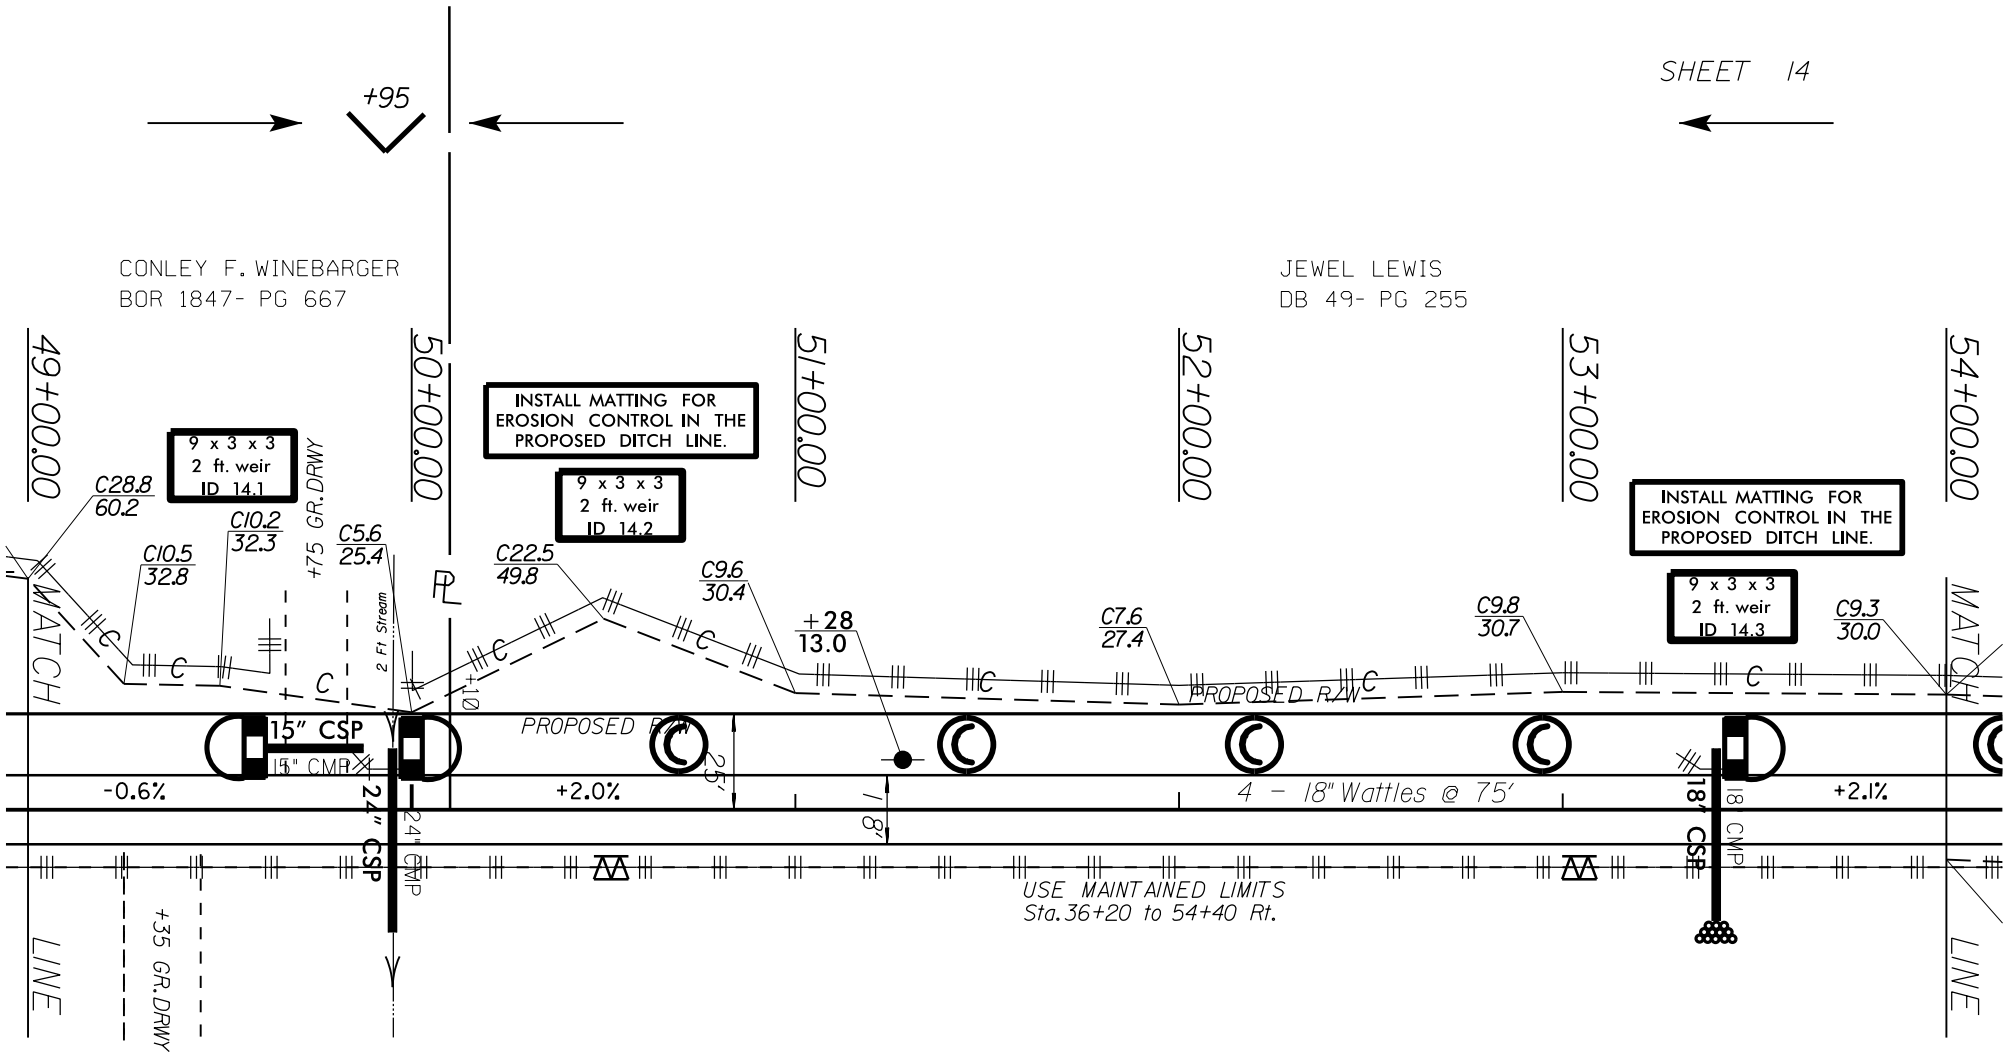 SHEET 14
+95
CONLEY F. WINEBARGER
BOR 1847- PG 667
JEWEL LEWIS
DB 49- PG 255
49+00.00
50+00.00
51+00.00
52+00.00
53+00.00
54+00.00
INSTALL MATTING FOR
EROSION CONTROL IN THE
PROPOSED DITCH LINE.
9 x 3 x 3
2 ft. weir
ID 14.1
9 x 3 x 3
2 ft. weir
ID 14.2
INSTALL MATTING FOR
EROSION CONTROL IN THE
PROPOSED DITCH LINE.
9 x 3 x 3
2 ft. weir
ID 14.3
+75 GR.DRWY
C28.8
60.2
C10.5
32.8
C10.2
32.3
C5.6
25.4
C22.5
49.8
C9.6
30.4
+28
13.0
C7.6
27.4
C9.8
30.7
C9.3
30.0
MATCH
LINE
MATCH
LINE
PL
2 Ft Stream
+10
C
C
C
C
C
C
C
C
PROPOSED R/W
PROPOSED R/W
15" CSP
15" CMP
24" CSP
24" CMP
-0.6%
+2.0%
25'
18'
4 - 18" Wattles @ 75'
18" CSP
18 CMP
+2.1%
USE MAINTAINED LIMITS
Sta.36+20 to 54+40 Rt.
+35 GR.DRWY